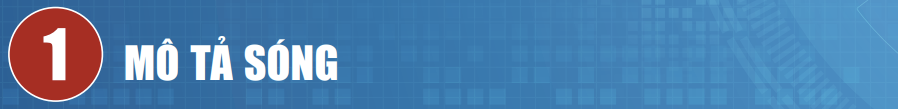 1
MÔ TẢ SÓNG